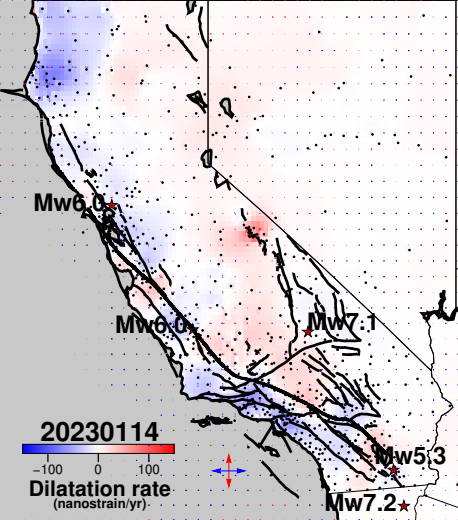 Mw6.0
Mw6.0
Mw7.1
20230114
−100 0 100
Dilatation rate
(nanostrain/yr)
Mw5.3
Mw7.2